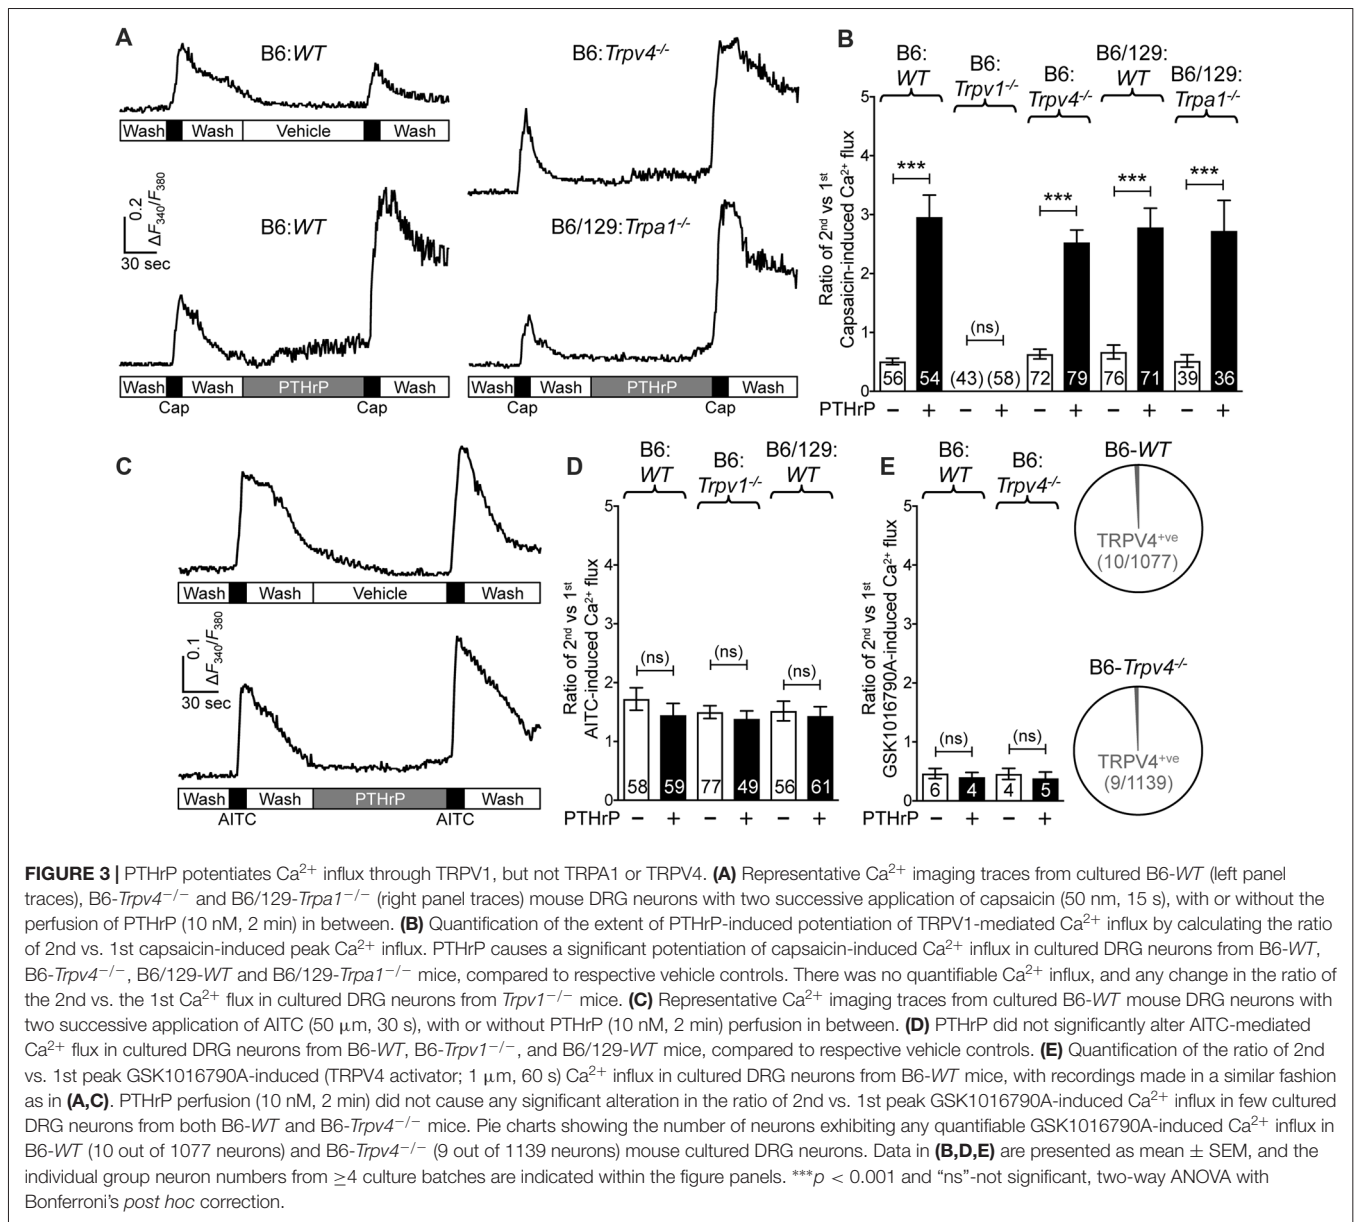 A
B6:WT
Wash Wash Vehicle Wash
0.2
ΔF340/F380
30 sec
B6:WT
Wash Wash PTHrP Wash
Cap Cap
B6:Trpv4-/-
B6/129:Trpa1-/-
Wash Wash PTHrP Wash
Cap Cap
B
B6:
WT
B6:
Trpv1-/-
B6:
Trpv4-/-
B6/129:
WT
B6/129:
Trpa1-/-
Ratio of 2nd vs 1st
Capsaicin-induced Ca2+ flux
5
4
3
2
1
0
*** *** *** ***
(ns)
56 54 (43) (58) 72 79 76 71 39 36
PTHrP − + − + − + − + − +
C
Wash Wash Vehicle Wash
0.1
ΔF340/F380
30 sec
Wash Wash PTHrP Wash
AITC AITC
D
B6:
WT
B6:
Trpv1-/-
B6/129:
WT
Ratio of 2nd vs 1st
AITC-induced Ca2+ flux
5
4
3
2
1
0
(ns) (ns) (ns)
58 59 77 49 56 61
PTHrP − + − + − +
E
B6:
WT
B6:
Trpv4-/-
Ratio of 2nd vs 1st
GSK1016790A-induced Ca2+ flux
5
4
3
2
1
0
(ns) (ns)
6 4 4 5
PTHrP − + − +
B6-WT
TRPV4+ve
(10/1077)
B6-Trpv4-/-
TRPV4+ve
(9/1139)
FIGURE 3 | PTHrP potentiates Ca2+ influx through TRPV1, but not TRPA1 or TRPV4. (A) Representative Ca2+ imaging traces from cultured B6-WT (left panel
traces), B6-Trpv4−/− and B6/129-Trpa1−/− (right panel traces) mouse DRG neurons with two successive application of capsaicin (50 nm, 15 s), with or without the
perfusion of PTHrP (10 nM, 2 min) in between. (B) Quantification of the extent of PTHrP-induced potentiation of TRPV1-mediated Ca2+ influx by calculating the ratio
of 2nd vs. 1st capsaicin-induced peak Ca2+ influx. PTHrP causes a significant potentiation of capsaicin-induced Ca2+ influx in cultured DRG neurons from B6-WT,
B6-Trpv4−/−, B6/129-WT and B6/129-Trpa1−/− mice, compared to respective vehicle controls. There was no quantifiable Ca2+ influx, and any change in the ratio of
the 2nd vs. the 1st Ca2+ flux in cultured DRG neurons from Trpv1−/− mice. (C) Representative Ca2+ imaging traces from cultured B6-WT mouse DRG neurons with
two successive application of AITC (50 μm, 30 s), with or without PTHrP (10 nM, 2 min) perfusion in between. (D) PTHrP did not significantly alter AITC-mediated
Ca2+ flux in cultured DRG neurons from B6-WT, B6-Trpv1−/−, and B6/129-WT mice, compared to respective vehicle controls. (E) Quantification of the ratio of 2nd
vs. 1st peak GSK1016790A-induced (TRPV4 activator; 1 μm, 60 s) Ca2+ influx in cultured DRG neurons from B6-WT mice, with recordings made in a similar fashion
as in (A,C). PTHrP perfusion (10 nM, 2 min) did not cause any significant alteration in the ratio of 2nd vs. 1st peak GSK1016790A-induced Ca2+ influx in few cultured
DRG neurons from both B6-WT and B6-Trpv4−/− mice. Pie charts showing the number of neurons exhibiting any quantifiable GSK1016790A-induced Ca2+ influx in
B6-WT (10 out of 1077 neurons) and B6-Trpv4−/− (9 out of 1139 neurons) mouse cultured DRG neurons. Data in (B,D,E) are presented as mean ± SEM, and the
individual group neuron numbers from ≥4 culture batches are indicated within the figure panels. ***p < 0.001 and “ns”-not significant, two-way ANOVA with
Bonferroni’s post hoc correction.